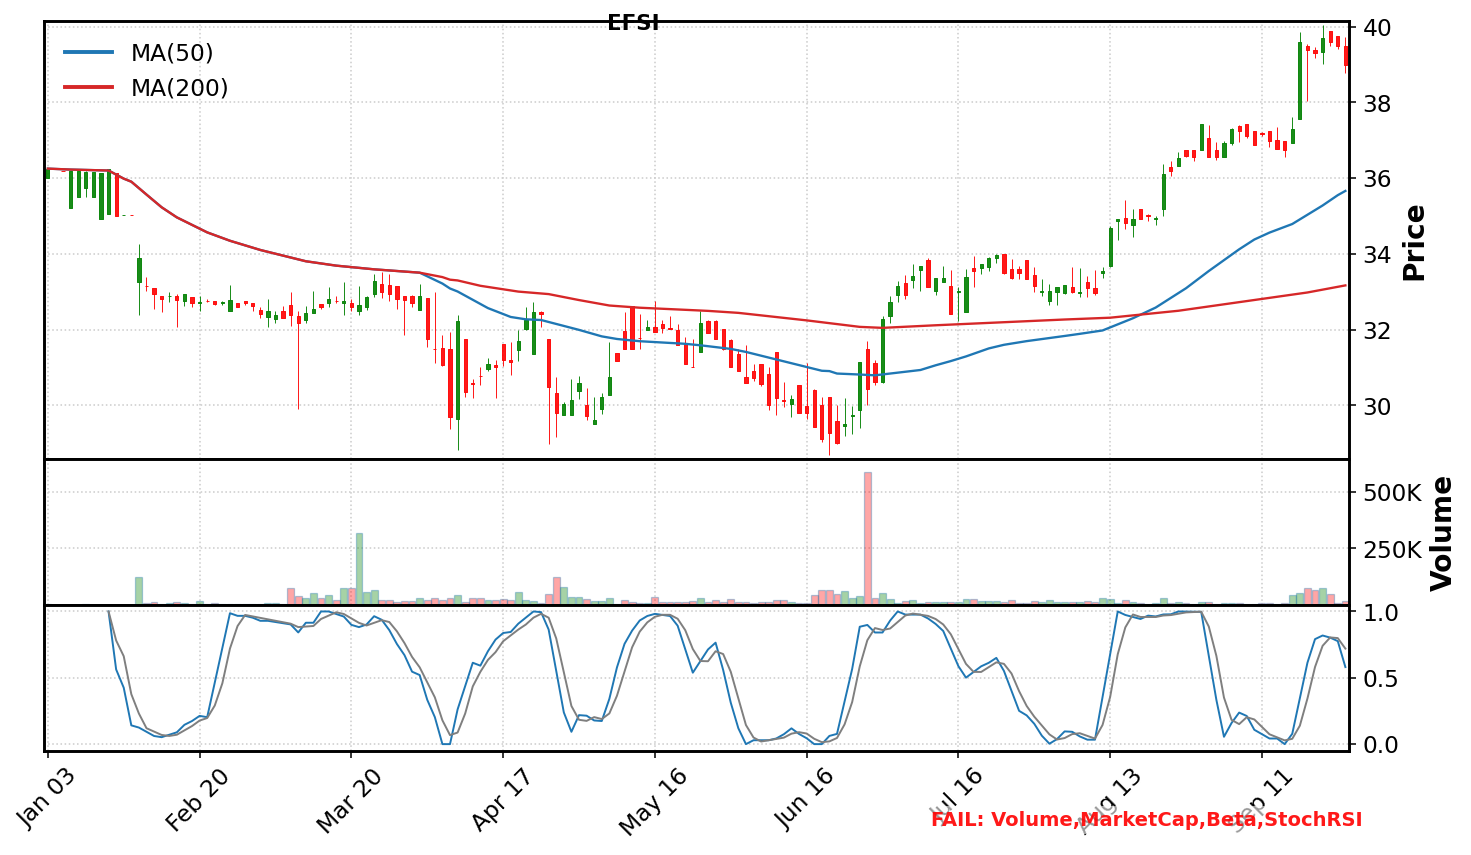 EFSI
MA(50)
MA(200)
40
38
36
34
32
30
Price
500K
250K
Volume
1.0
0.5
0.0
Jan 03
Feb 20
Mar 20
Apr 17
May 16
Jun 16
Jul 16
Aug 13
Sep 11
FAIL: Volume,MarketCap,Beta,StochRSI